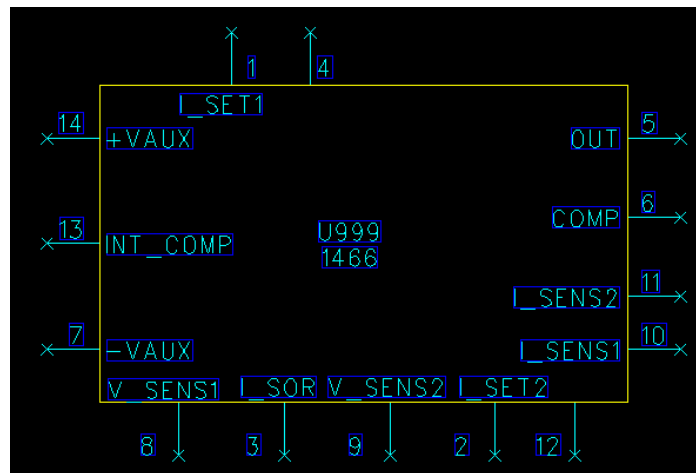 1 4
I_SET1
14 +VAUX OUT 5
13 INT_COMP COMP 6
U999
1466
I_SENS2 11
7 -VAUX I_SENS1 10
V_SENS1 I_SOR V_SENS2 I_SET2
8 3 9 2 12